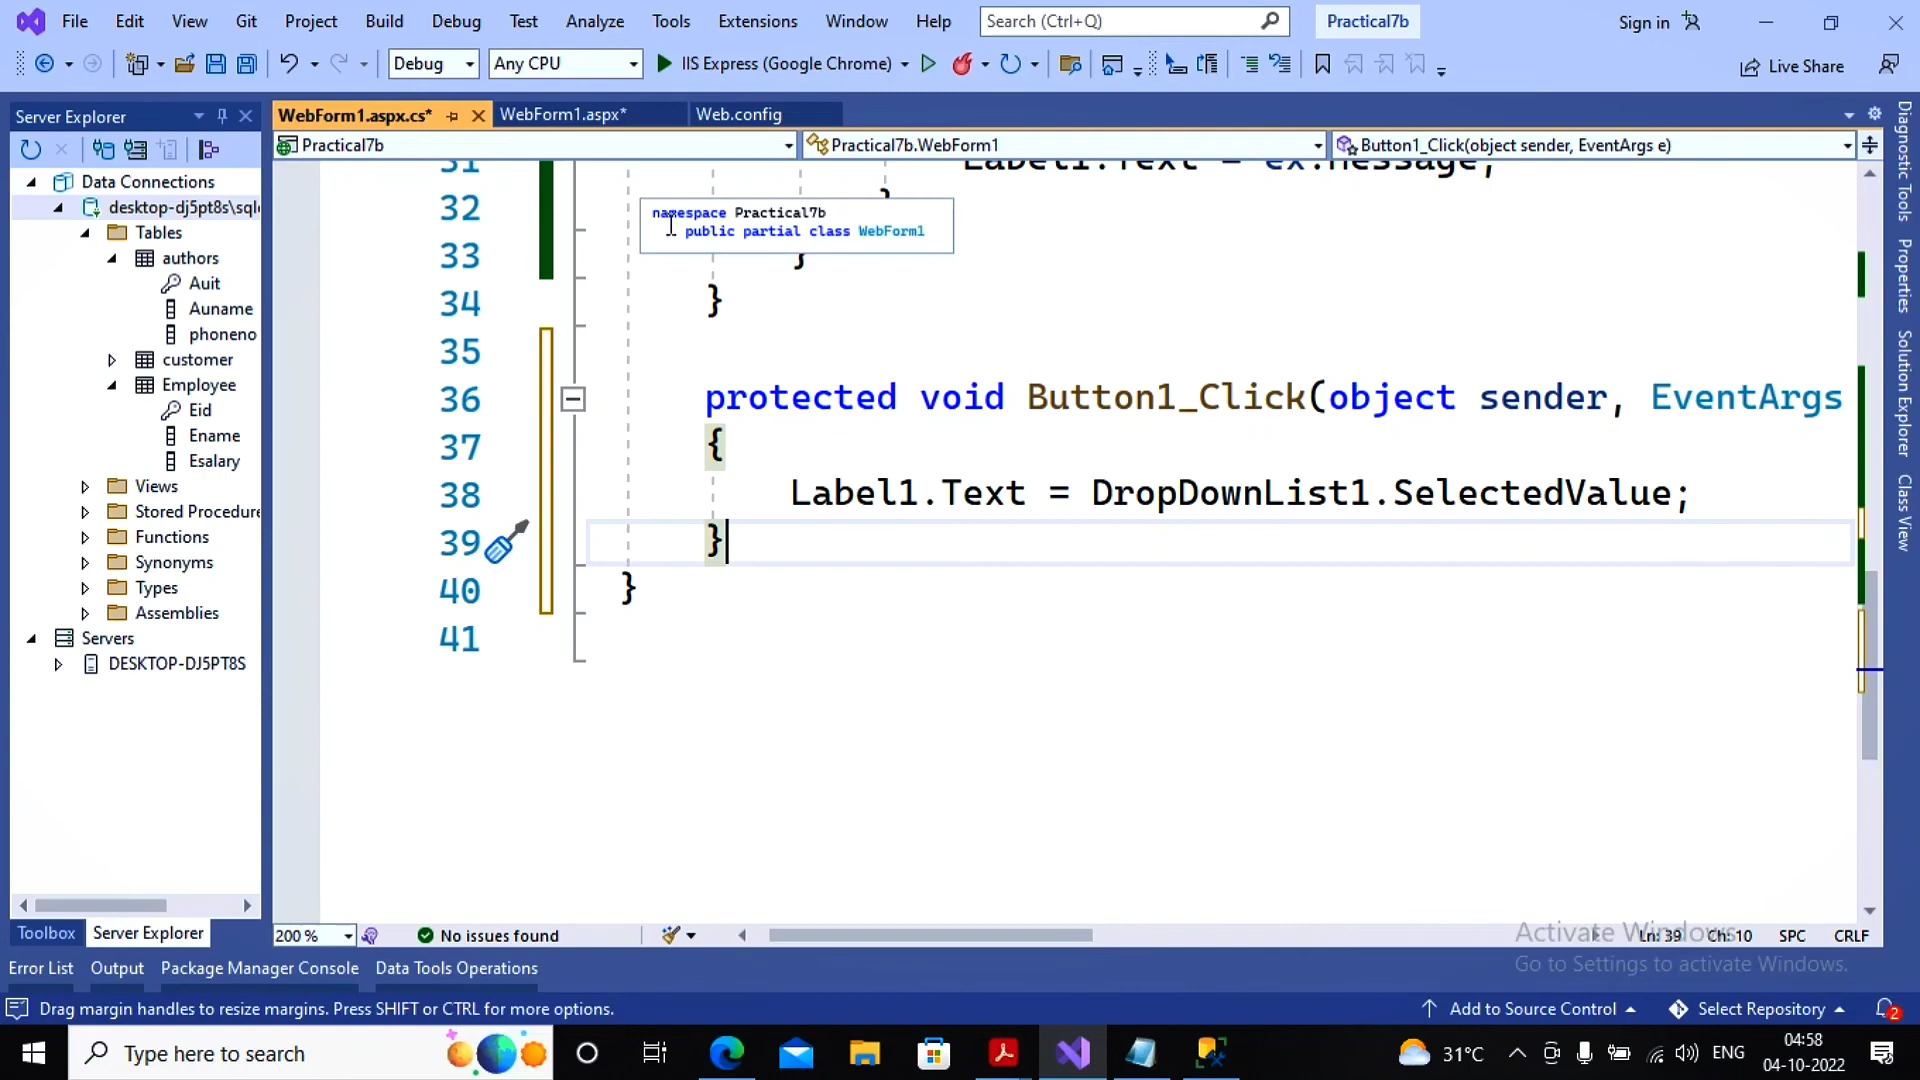 File Edit View Git Project Build Debug Test Analyze Tools Extensions Window Help Search (Ctrl+Q) Practical7b Sign in
Debug Any CPU IIS Express (Google Chrome) Live Share
Server Explorer
WebForm1.aspx.cs* WebForm1.aspx* Web.config
Practical7b Practical7b.WebForm1 Button1_Click(object sender, EventArgs e)
Data Connections
desktop-dj5pt8s\sqle
Tables
authors
Auit
Auname
phoneno
customer
Employee
Eid
Ename
Esalary
Views
Stored Procedure
Functions
Synonyms
Types
Assemblies
Servers
DESKTOP-DJ5PT8S
Toolbox Server Explorer
31 Label1.Text = ex.message;
32 }
namespace Practical7b
public partial class WebForm1
33 }
34 }
35
36 protected void Button1_Click(object sender, EventArgs
37 {
38 Label1.Text = DropDownList1.SelectedValue;
39 }
40 }
41
Diagnostic Tools
Properties
Solution Explorer
Class View
200 % No issues found Ln: 39 Ch: 10 SPC CRLF
Activate Windows
Go to Settings to activate Windows.
Error List Output Package Manager Console Data Tools Operations
Drag margin handles to resize margins. Press SHIFT or CTRL for more options. Add to Source Control Select Repository 2
Type here to search 31°C ENG 04:58
04-10-2022